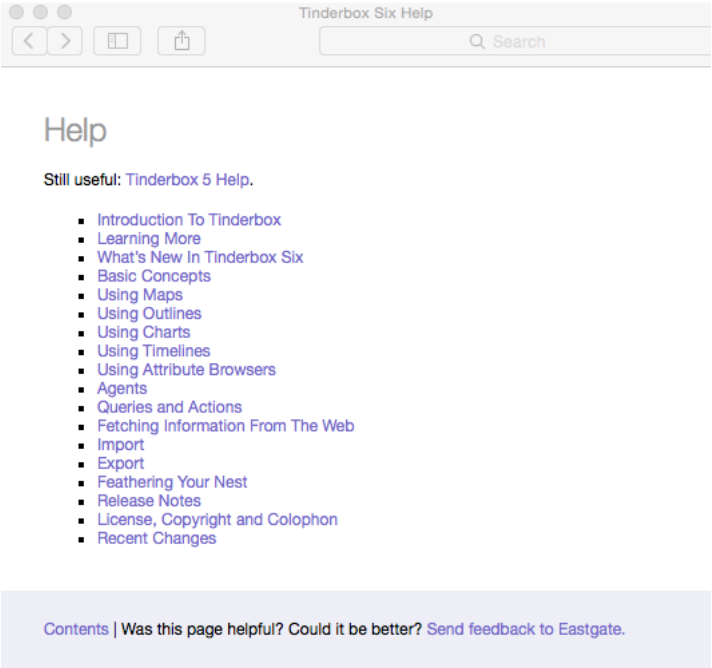 Tinderbox Six Help
Search
Help
Still useful: Tinderbox 5 Help.
Introduction To Tinderbox
Learning More
What's New In Tinderbox Six
Basic Concepts
Using Maps
Using Outlines
Using Charts
Using Timelines
Using Attribute Browsers
Agents
Queries and Actions
Fetching Information From The Web
Import
Export
Feathering Your Nest
Release Notes
License, Copyright and Colophon
Recent Changes
Contents | Was this page helpful? Could it be better? Send feedback to Eastgate.